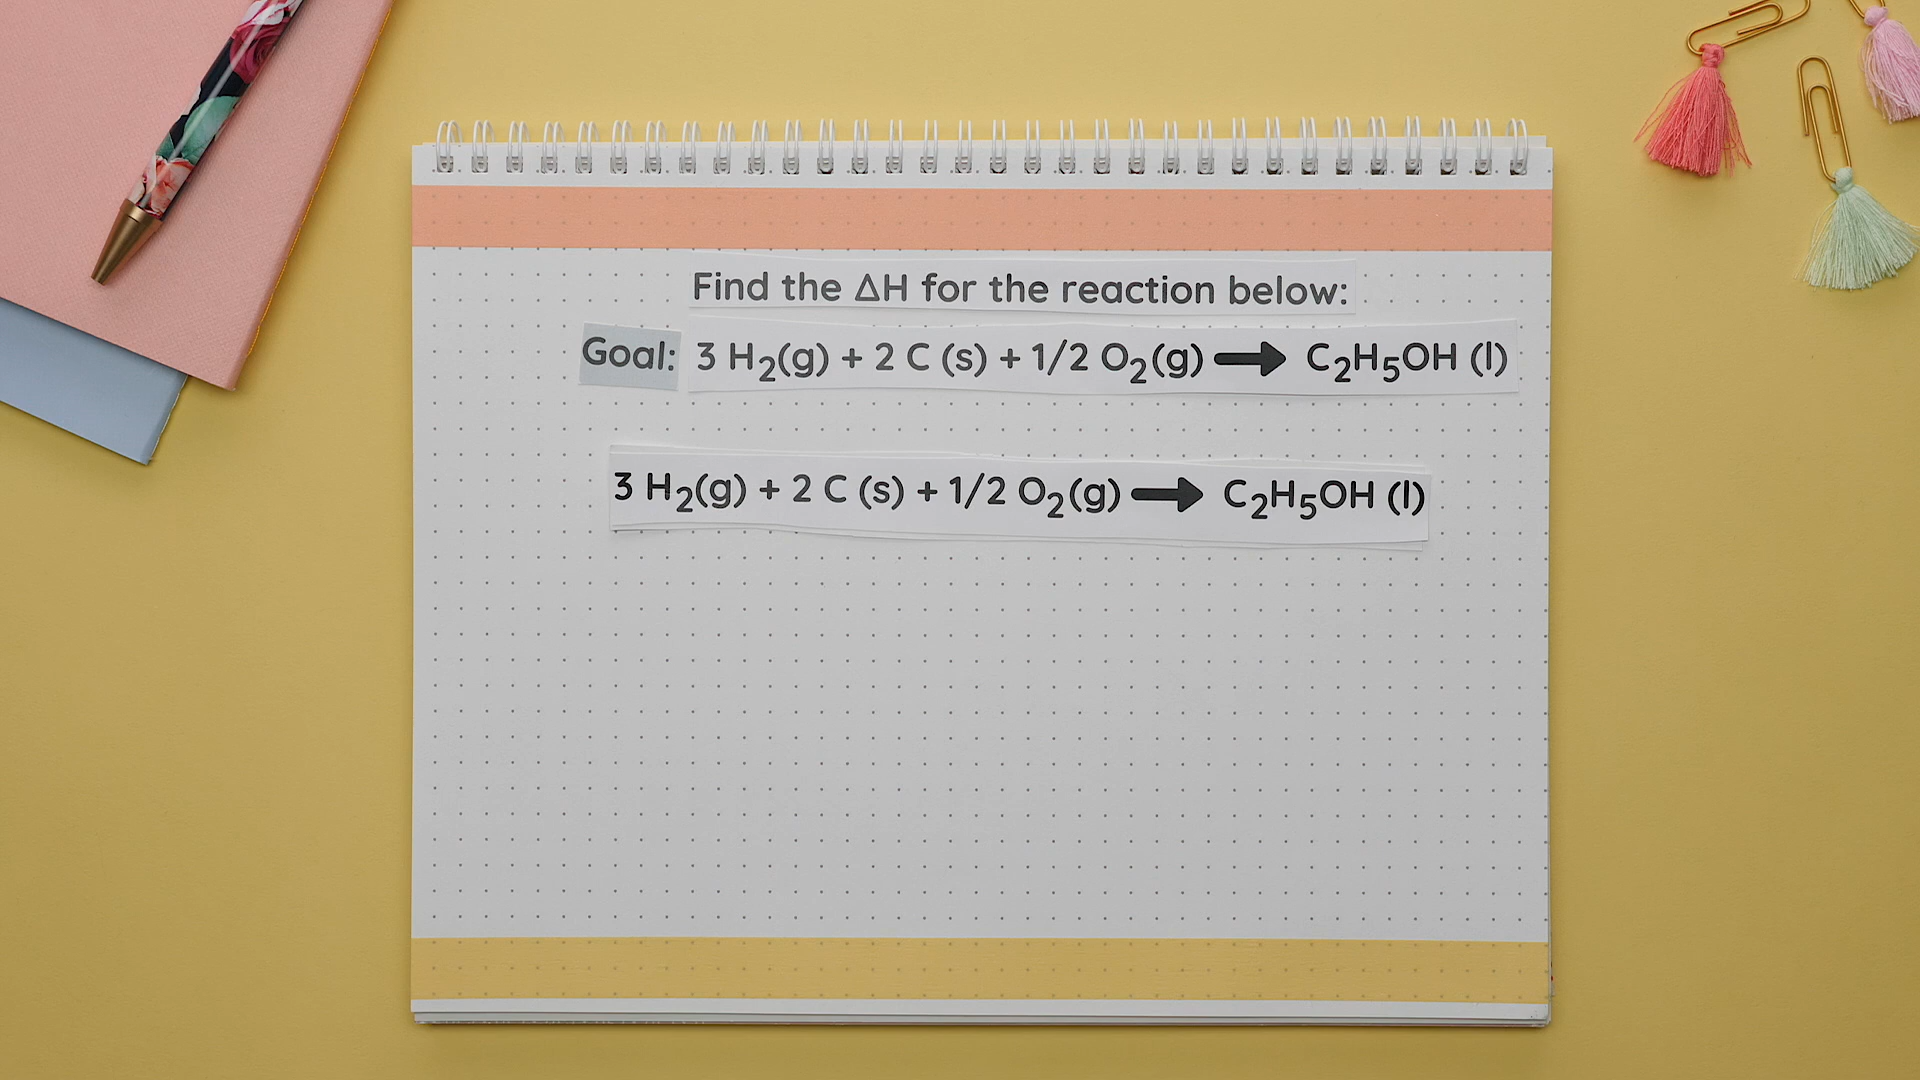 Find the ΔH for the reaction below:
Goal: 3 H₂(g) + 2 C (s) + 1/2 O₂(g) → C₂H₅OH (l)
3 H₂(g) + 2 C (s) + 1/2 O₂(g) → C₂H₅OH (l)